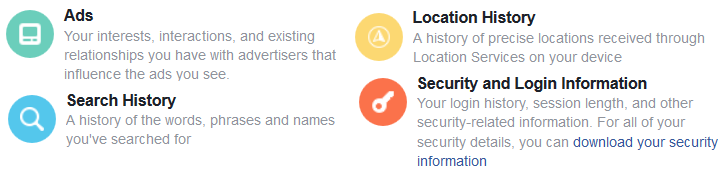 Ads
Your interests, interactions, and existing
relationships you have with advertisers that
influence the ads you see.
Search History
A history of the words, phrases and names
you've searched for
Location History
A history of precise locations received through
Location Services on your device
Security and Login Information
Your login history, session length, and other
security-related information. For all of your
security details, you can download your security
information